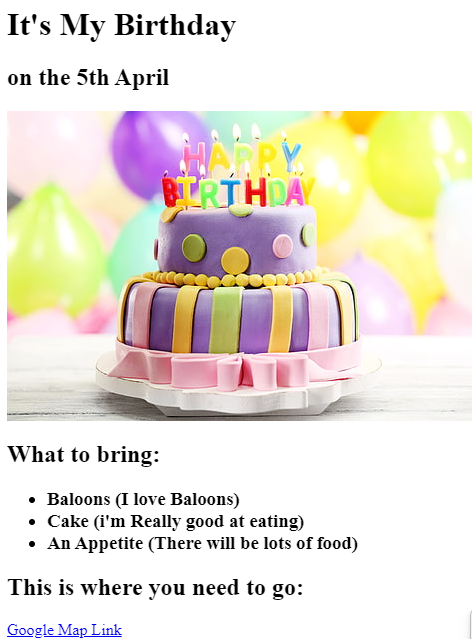 It's My Birthday
on the 5th April
HAPPY
BIRTHDAY
What to bring:
Baloons (I love Baloons)
Cake (i'm Really good at eating)
An Appetite (There will be lots of food)
This is where you need to go:
Google Map Link